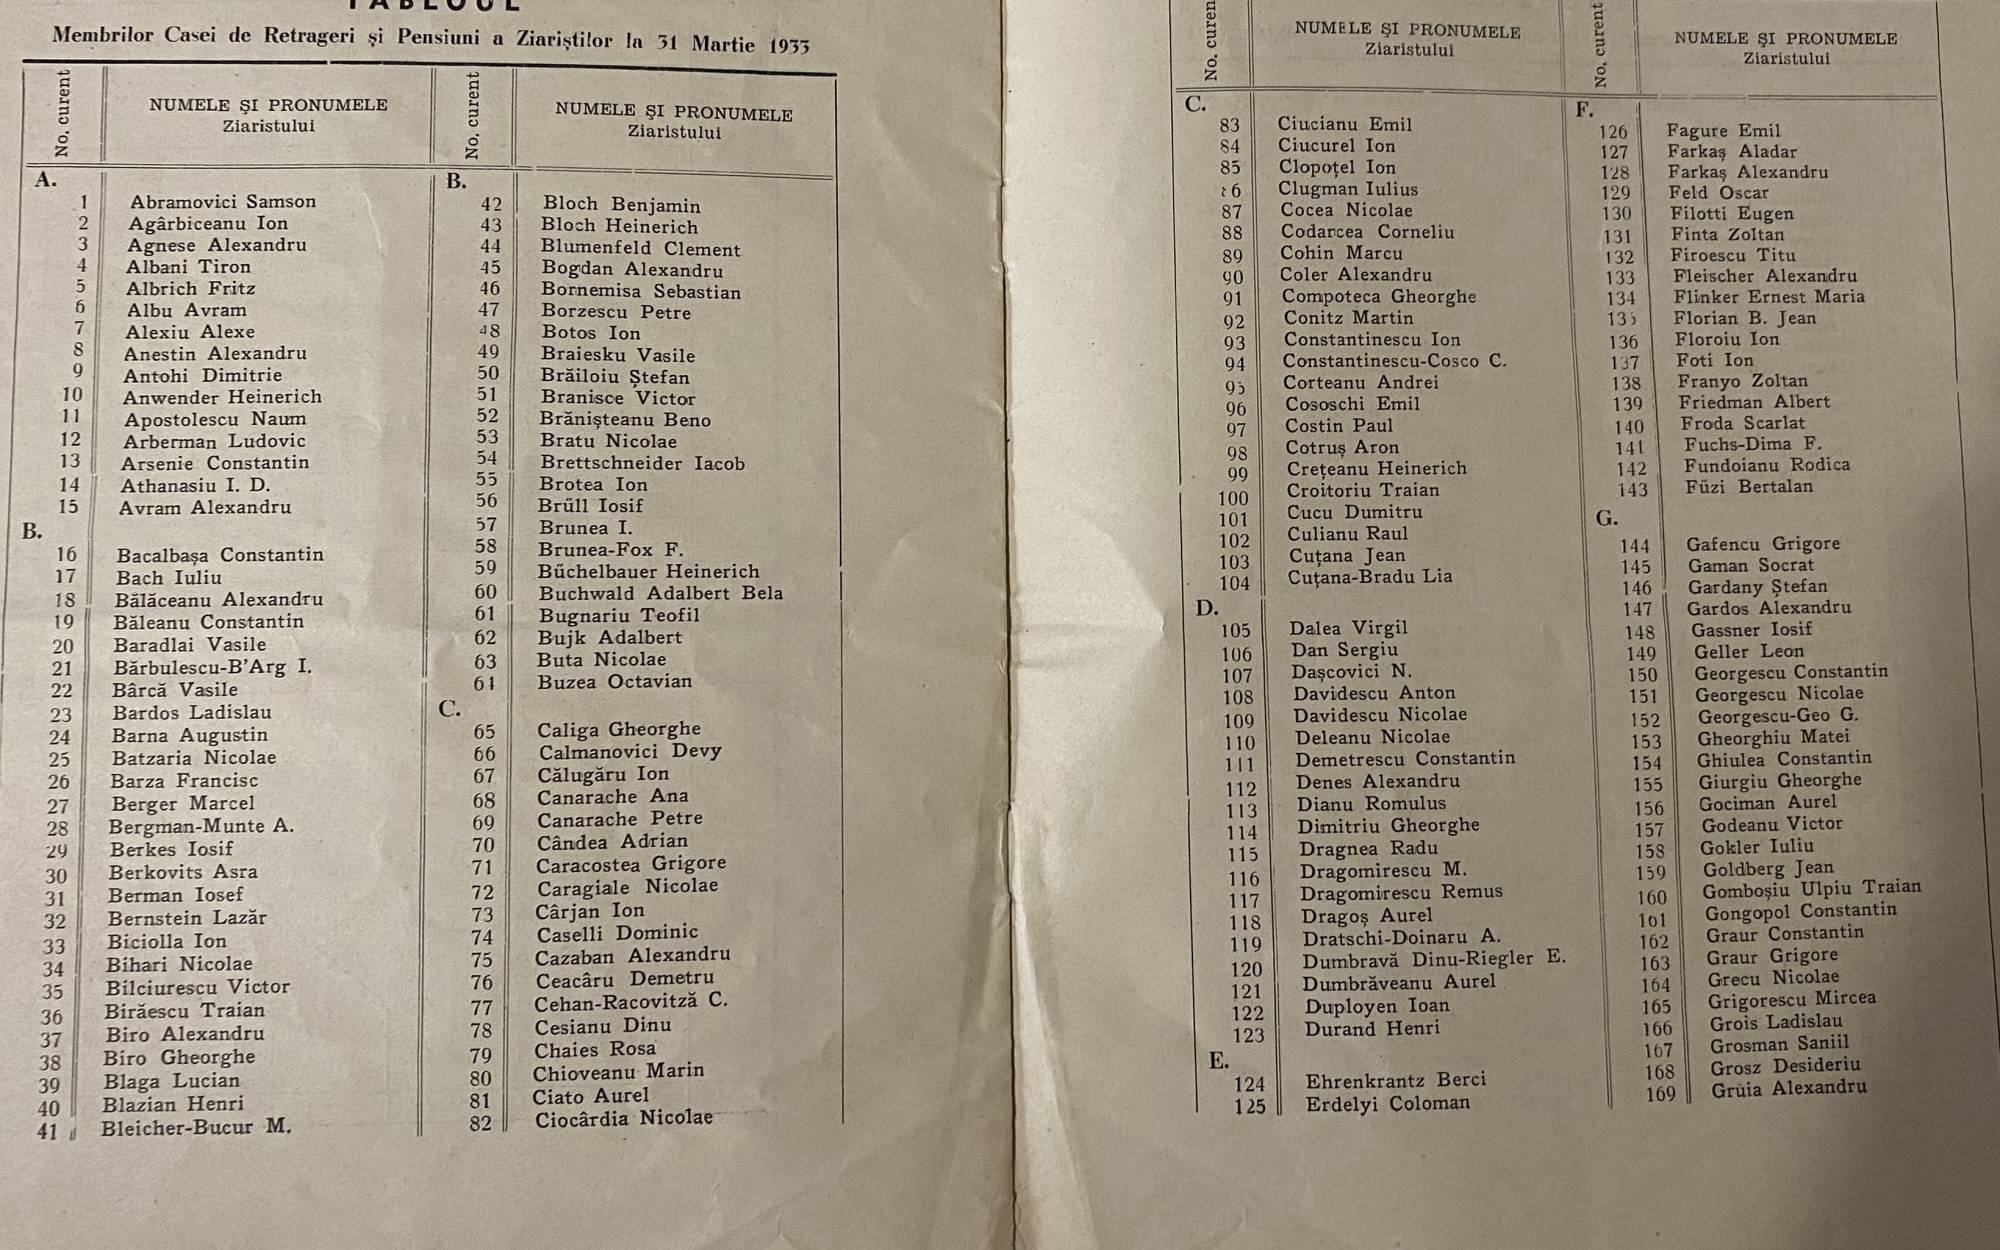 TABLOUL
Membrilor Casei de Retrageri și Pensiuni a Ziariștilor la 31 Martie 1933
No. curent
NUMELE ȘI PRONUMELE
Ziaristului
A.
1 Abramovici Samson
2 Agârbiceanu Ion
3 Agnese Alexandru
4 Albani Tiron
5 Albrich Fritz
6 Albu Avram
7 Alexiu Alexe
8 Anestin Alexandru
9 Antohi Dimitrie
10 Anwender Heinerich
11 Apostolescu Naum
12 Arberman Ludovic
13 Arsenie Constantin
14 Athanasiu I. D.
15 Avram Alexandru
B.
16 Bacalbașa Constantin
17 Bach Iuliu
18 Bălăceanu Alexandru
19 Băleanu Constantin
20 Baradlai Vasile
21 Bărbulescu-B'Arg I.
22 Bârcă Vasile
23 Bardos Ladislau
24 Barna Augustin
25 Batzaria Nicolae
26 Barza Francisc
27 Berger Marcel
28 Bergman-Munte A.
29 Berkes Iosif
30 Berkovits Asra
31 Berman Iosef
32 Bernstein Lazăr
33 Biciolla Ion
34 Bihari Nicolae
35 Bilciurescu Victor
36 Birăescu Traian
37 Biro Alexandru
38 Biro Gheorghe
39 Blaga Lucian
40 Blazian Henri
41 Bleicher-Bucur M.
No. curent
NUMELE ȘI PRONUMELE
Ziaristului
B.
42 Bloch Benjamin
43 Bloch Heinerich
44 Blumenfeld Clement
45 Bogdan Alexandru
46 Bornemisa Sebastian
47 Borzescu Petre
48 Botos Ion
49 Braiesku Vasile
50 Brăiloiu Ștefan
51 Branisce Victor
52 Brănișteanu Beno
53 Bratu Nicolae
54 Brettschneider Iacob
55 Brotea Ion
56 Brűll Iosif
57 Brunea I.
58 Brunea-Fox F.
59 Bűchelbauer Heinerich
60 Buchwald Adalbert Bela
61 Bugnariu Teofil
62 Bujk Adalbert
63 Buta Nicolae
61 Buzea Octavian
C.
65 Caliga Gheorghe
66 Calmanovici Devy
67 Călugăru Ion
68 Canarache Ana
69 Canarache Petre
70 Cândea Adrian
71 Caracostea Grigore
72 Caragiale Nicolae
73 Cârjan Ion
74 Caselli Dominic
75 Cazaban Alexandru
76 Ceacâru Demetru
77 Cehan-Racovitză C.
78 Cesianu Dinu
79 Chaies Rosa
80 Chioveanu Marin
81 Ciato Aurel
82 Ciocârdia Nicolae
No. curen
NUMELE ȘI PRONUMELE
Ziaristului
C.
83 Ciucianu Emil
84 Ciucurel Ion
85 Clopoțel Ion
86 Clugman Iulius
87 Cocea Nicolae
88 Codarcea Corneliu
89 Cohin Marcu
90 Coler Alexandru
91 Compoteca Gheorghe
92 Conitz Martin
93 Constantinescu Ion
94 Constantinescu-Cosco C.
95 Corteanu Andrei
96 Cososchi Emil
97 Costin Paul
98 Cotruș Aron
99 Crețeanu Heinerich
100 Croitoriu Traian
101 Cucu Dumitru
102 Culianu Raul
103 Cuțana Jean
104 Cuțana-Bradu Lia
D.
105 Dalea Virgil
106 Dan Sergiu
107 Dașcovici N.
108 Davidescu Anton
109 Davidescu Nicolae
110 Deleanu Nicolae
111 Demetrescu Constantin
112 Denes Alexandru
113 Dianu Romulus
114 Dimitriu Gheorghe
115 Dragnea Radu
116 Dragomirescu M.
117 Dragomirescu Remus
118 Dragoș Aurel
119 Dratschi-Doinaru A.
120 Dumbravă Dinu-Riegler E.
121 Dumbrăveanu Aurel
122 Duployen Ioan
123 Durand Henri
E.
124 Ehrenkrantz Berci
125 Erdelyi Coloman
No. curent
NUMELE ȘI PRONUMELE
Ziaristului
F.
126 Fagure Emil
127 Farkaș Aladar
128 Farkaș Alexandru
129 Feld Oscar
130 Filotti Eugen
131 Finta Zoltan
132 Firoescu Titu
133 Fleischer Alexandru
134 Flinker Ernest Maria
135 Florian B. Jean
136 Floroiu Ion
137 Foti Ion
138 Franyo Zoltan
139 Friedman Albert
140 Froda Scarlat
141 Fuchs-Dima F.
142 Fundoianu Rodica
143 Fűzi Bertalan
G.
144 Gafencu Grigore
145 Gaman Socrat
146 Gardany Ștefan
147 Gardos Alexandru
148 Gassner Iosif
149 Geller Leon
150 Georgescu Constantin
151 Georgescu Nicolae
152 Georgescu-Geo G.
153 Gheorghiu Matei
154 Ghiulea Constantin
155 Giurgiu Gheorghe
156 Gociman Aurel
157 Godeanu Victor
158 Gokler Iuliu
159 Goldberg Jean
160 Gomboșiu Ulpiu Traian
161 Gongopol Constantin
162 Graur Constantin
163 Graur Grigore
164 Grecu Nicolae
165 Grigorescu Mircea
166 Grois Ladislau
167 Grosman Saniil
168 Grosz Desideriu
169 Gruia Alexandru